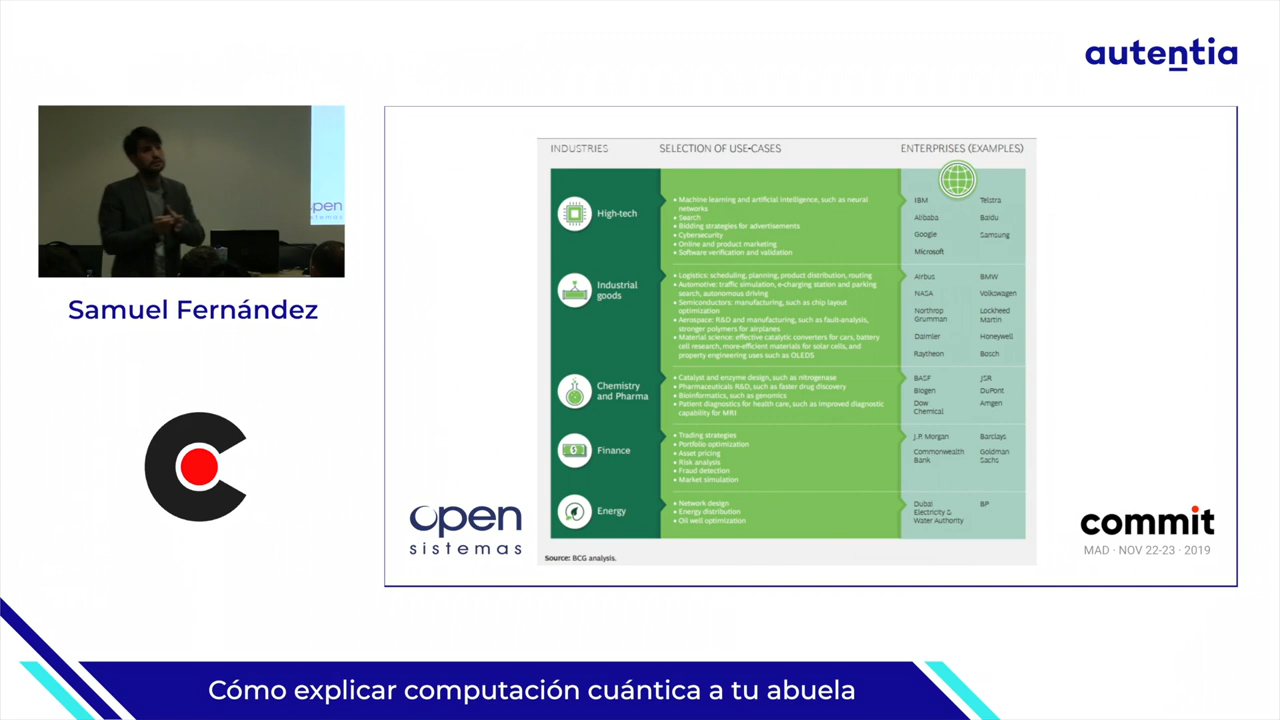 autentia
pen
stemas
Samuel Fernández
INDUSTRIES
SELECTION OF USE-CASES
ENTERPRISES (EXAMPLES)
High-tech
• Machine learning and artificial intelligence, such as neural
networks
• Search
• Bidding strategies for advertisements
• Cybersecurity
• Online and product marketing
• Software verification and validation
IBM
Telstra
Alibaba
Baidu
Google
Samsung
Microsoft
Industrial
goods
• Logistics: scheduling, planning, product distribution, routing
• Automotive: traffic simulation, e-charging station and parking
search, autonomous driving
• Semiconductors: manufacturing, such as chip layout
optimization
• Aerospace: R&D and manufacturing, such as fault-analysis,
stronger polymers for airplanes
• Material science: effective catalytic converters for cars, battery
cell research, more-efficient materials for solar cells, and
property engineering uses such as OLEDS
Airbus
BMW
NASA
Volkswagen
Northrop
Grumman
Lockheed
Martin
Daimler
Honeywell
Raytheon
Bosch
Chemistry
and Pharma
• Catalyst and enzyme design, such as nitrogenase
• Pharmaceuticals R&D, such as faster drug discovery
• Bioinformatics, such as genomics
• Patient diagnostics for health care, such as improved diagnostic
capability for MRI
BASF
JSR
Biogen
DuPont
Dow
Chemical
Amgen
Finance
• Trading strategies
• Portfolio optimization
• Asset pricing
• Risk analysis
• Fraud detection
• Market simulation
J.P. Morgan
Barclays
Commonwealth
Bank
Goldman
Sachs
Energy
• Network design
• Energy distribution
• Oil well optimization
Dubai
Electricity &
Water Authority
BP
Source: BCG analysis.
open
sistemas
commit
MAD · NOV 22-23 · 2019
Cómo explicar computación cuántica a tu abuela